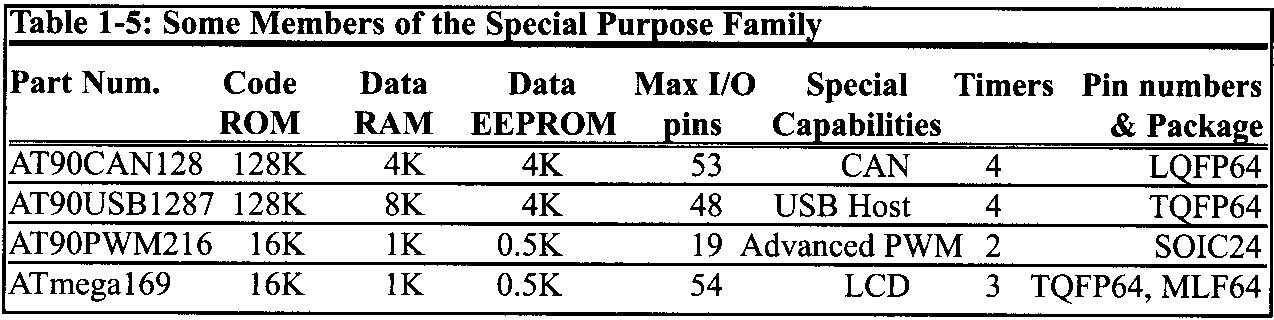 Table 1-5: Some Members of the Special Purpose Family
Part Num. Code Data Data Max I/O Special Timers Pin numbers
ROM RAM EEPROM pins Capabilities & Package
AT90CAN128 128K 4K 4K 53 CAN 4 LQFP64
AT90USB1287 128K 8K 4K 48 USB Host 4 TQFP64
AT90PWM216 16K 1K 0.5K 19 Advanced PWM 2 SOIC24
ATmega169 16K 1K 0.5K 54 LCD 3 TQFP64, MLF64